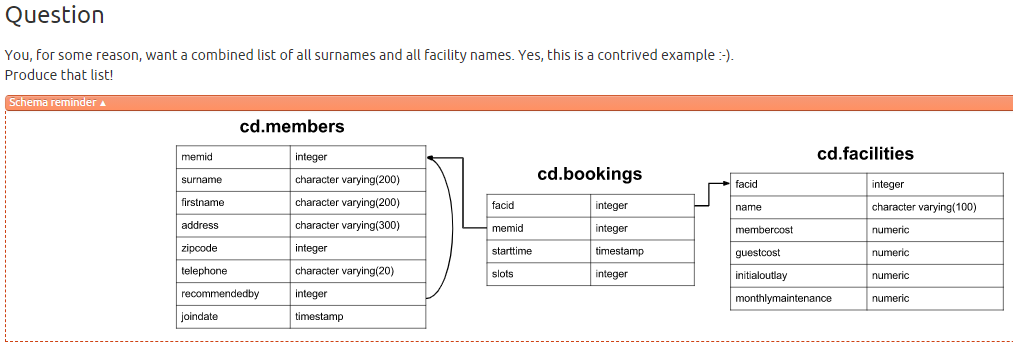 Question
You, for some reason, want a combined list of all surnames and all facility names. Yes, this is a contrived example :-).
Produce that list!
Schema reminder ▲
cd.members
memid integer
surname character varying(200)
firstname character varying(200)
address character varying(300)
zipcode integer
telephone character varying(20)
recommendedby integer
joindate timestamp
cd.bookings
facid integer
memid integer
starttime timestamp
slots integer
cd.facilities
facid integer
name character varying(100)
membercost numeric
guestcost numeric
initialoutlay numeric
monthlymaintenance numeric